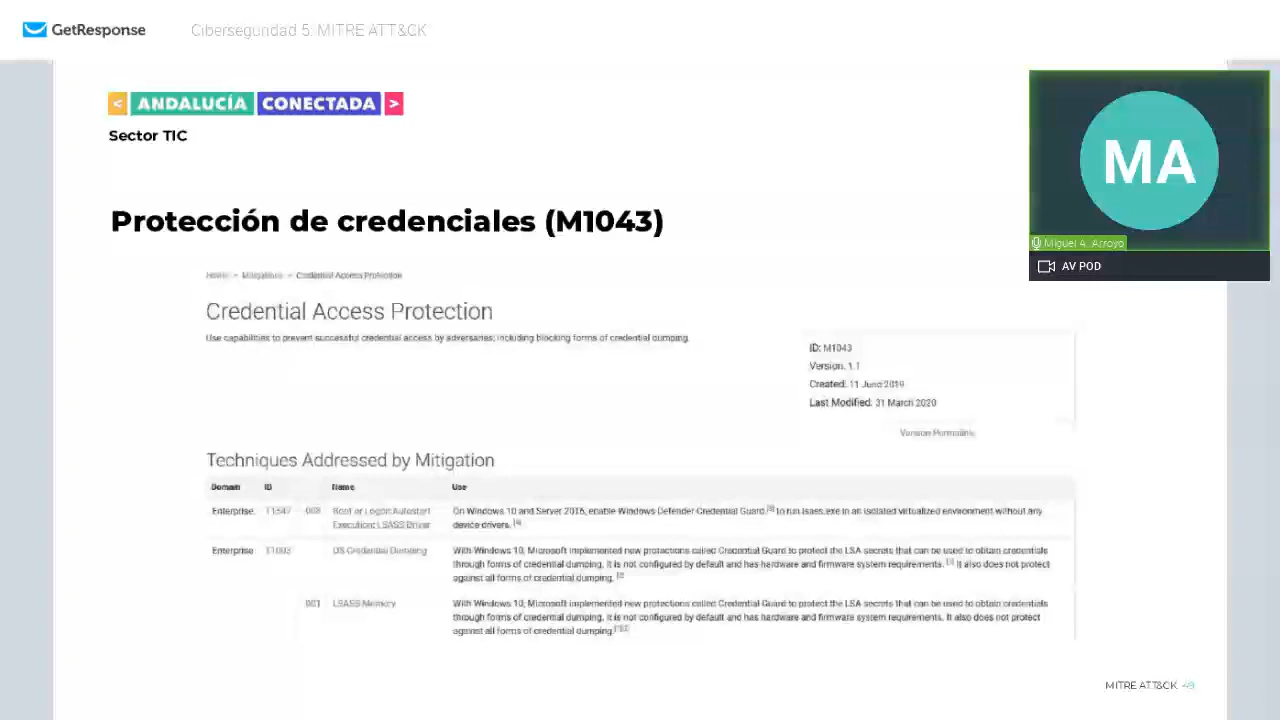 GetResponse
Ciberseguridad 5: MITRE ATT&CK
< ANDALUCÍA CONECTADA >
Sector TIC
MA
Miguel A. Arroyo
AV POD
Protección de credenciales (M1043)
Home > Mitigations > Credential Access Protection
Credential Access Protection
Use capabilities to prevent successful credential access by adversaries; including blocking forms of credential dumping.
ID: M1043
Version: 1.1
Created: 11 June 2019
Last Modified: 31 March 2020
Version Permalink
Techniques Addressed by Mitigation
Domain ID Name Use
Enterprise T1547 .008 Boot or Logon Autostart Execution: LSASS Driver On Windows 10 and Server 2016, enable Windows Defender Credential Guard to run lsass.exe in an isolated virtualized environment without any
device drivers. [4]
Enterprise T1003 OS Credential Dumping With Windows 10, Microsoft implemented new protections called Credential Guard to protect the LSA secrets that can be used to obtain credentials
through forms of credential dumping. It is not configured by default and has hardware and firmware system requirements. It also does not protect
against all forms of credential dumping.
.001 LSASS Memory With Windows 10, Microsoft implemented new protections called Credential Guard to protect the LSA secrets that can be used to obtain credentials
through forms of credential dumping. It is not configured by default and has hardware and firmware system requirements. It also does not protect
against all forms of credential dumping.
MITRE ATT&CK 49